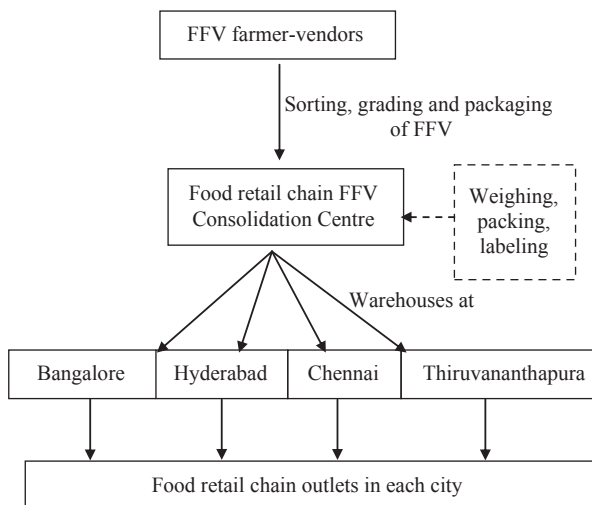 FFV farmer-vendors
Sorting, grading and packaging
of FFV
Food retail chain FFV
Consolidation Centre
Weighing,
packing,
labeling
Warehouses at
Bangalore
Hyderabad
Chennai
Thiruvananthapura
Food retail chain outlets in each city